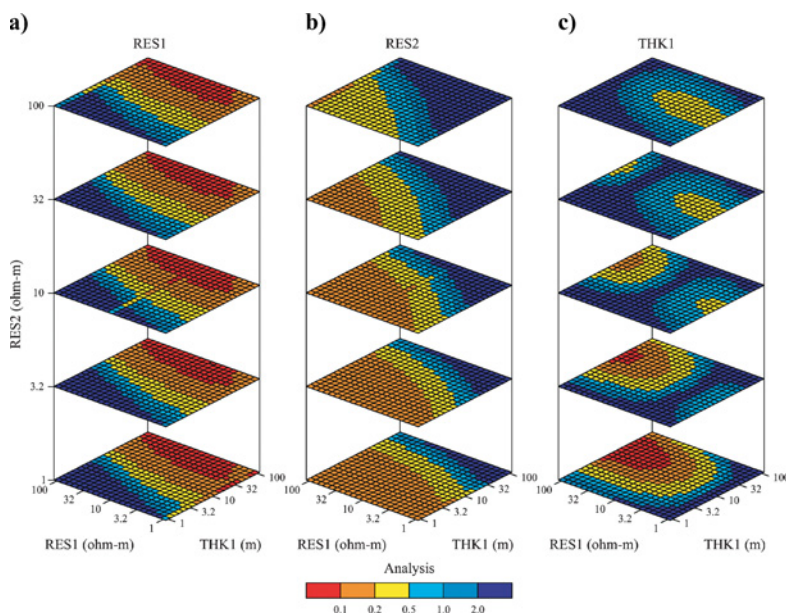 a)
b)
c)
RES1
RES2
THK1
100
32
10
3.2
1
RES2 (ohm-m)
100
32
10
3.2
1
RES1 (ohm-m)
1
3.2
10
32
100
THK1 (m)
100
32
10
3.2
1
RES1 (ohm-m)
1
3.2
10
32
100
THK1 (m)
100
32
10
3.2
1
RES1 (ohm-m)
1
3.2
10
32
100
THK1 (m)
Analysis
0.1 0.2 0.5 1.0 2.0